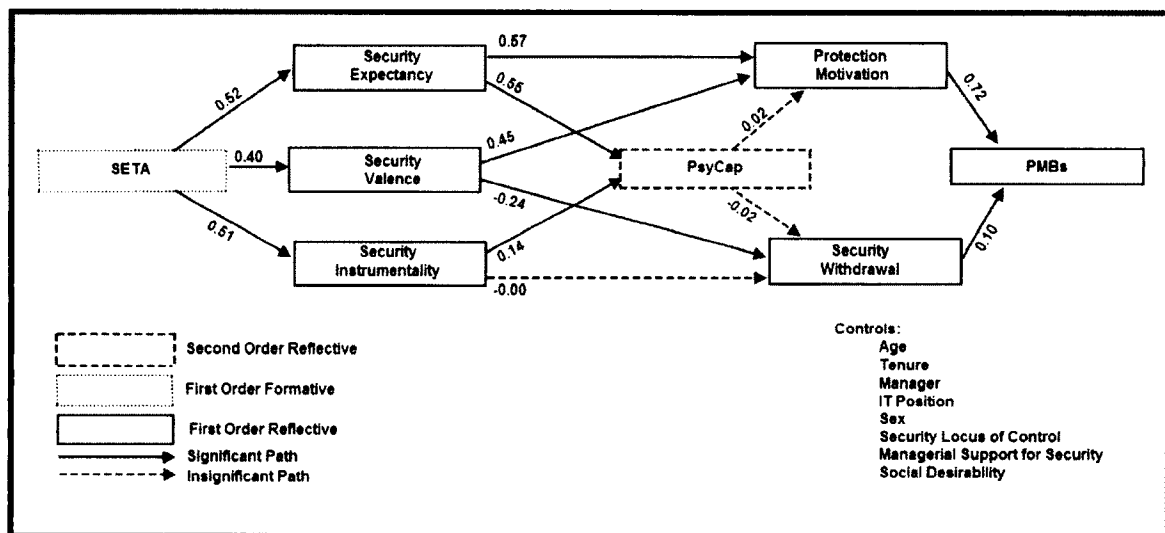 Security
Expectancy
0.57
0.55
Protection
Motivation
0.52
0.02
0.72
SETA
0.40
Security
Valence
0.45
-0.24
PsyCap
PMBs
0.51
-0.02
0.10
Security
Instrumentality
0.14
-0.00
Security
Withdrawal
Second Order Reflective
First Order Formative
First Order Reflective
Significant Path
Insignificant Path
Controls:
Age
Tenure
Manager
IT Position
Sex
Security Locus of Control
Managerial Support for Security
Social Desirability